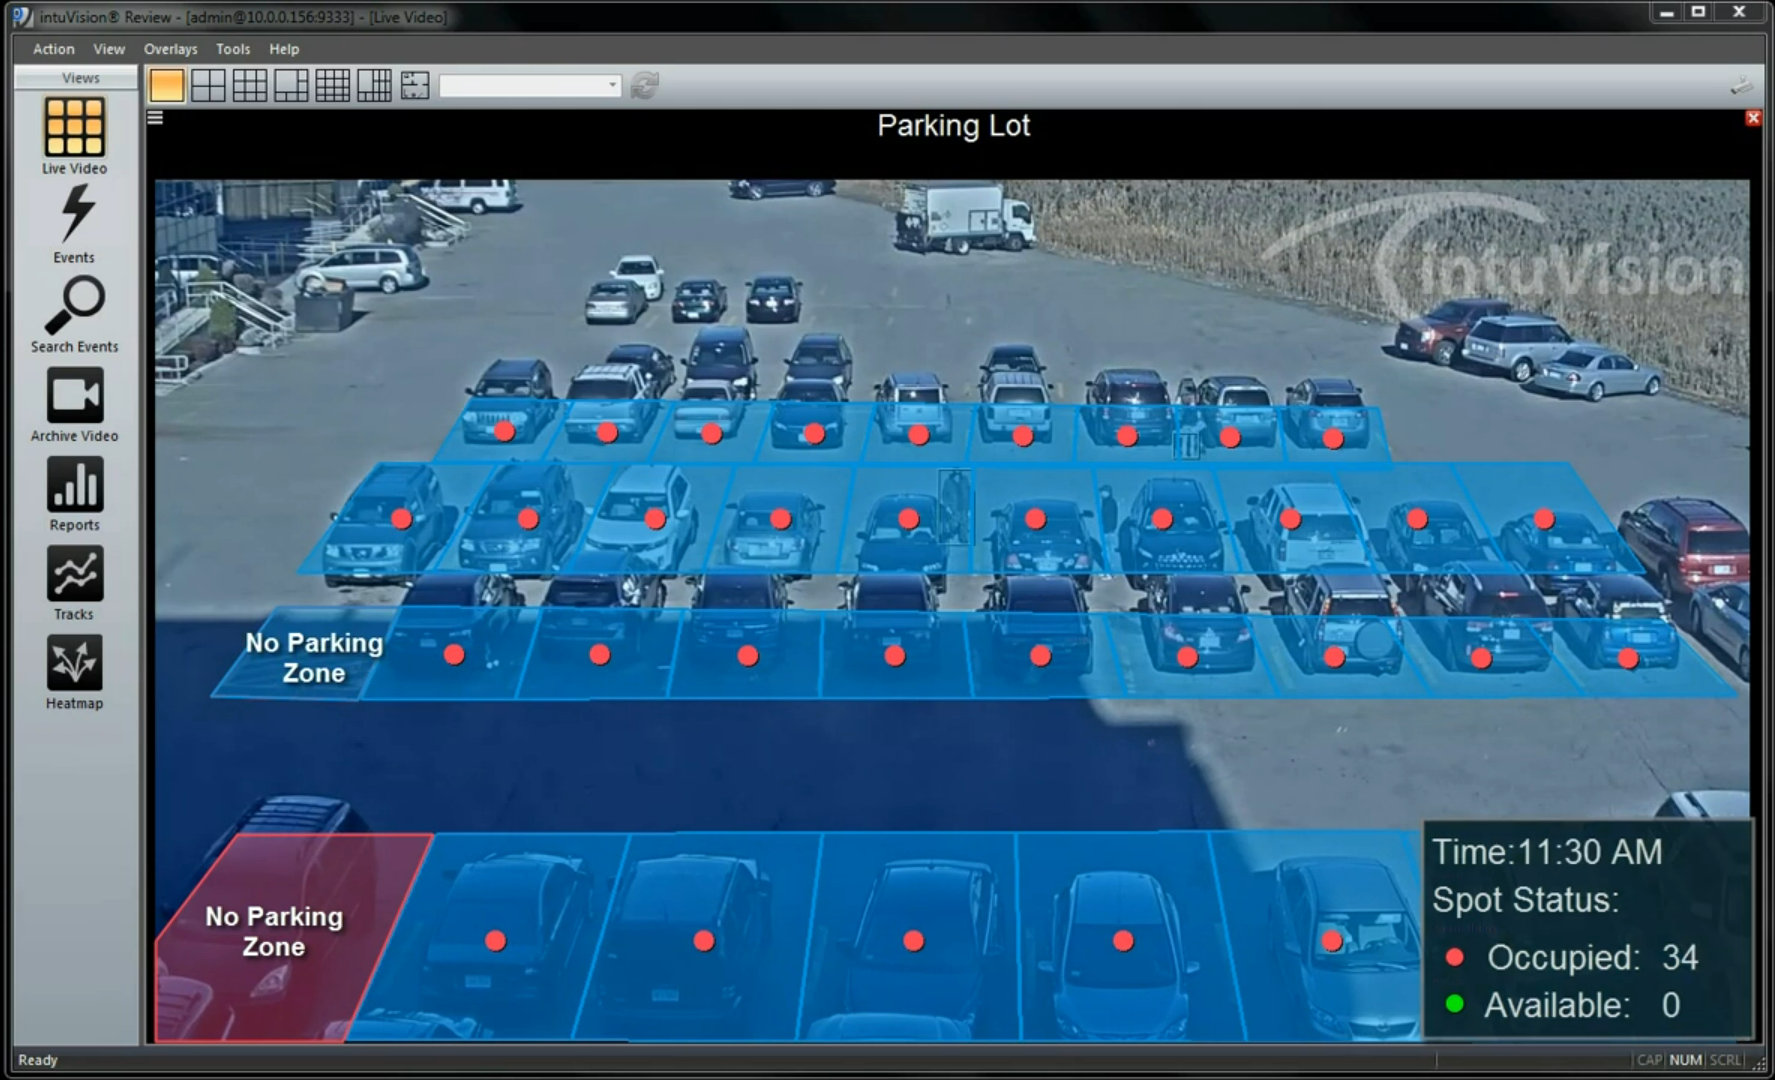 intuVision® Review - [admin@10.0.0.156:9333] - [Live Video]
Action View Overlays Tools Help
Views
Live Video
Events
Search Events
Archive Video
Reports
Tracks
Heatmap
Parking Lot
intuVision
No Parking
Zone
No Parking
Zone
Time:11:30 AM
Spot Status:
Occupied: 34
Available: 0
Ready
CAP NUM SCRL